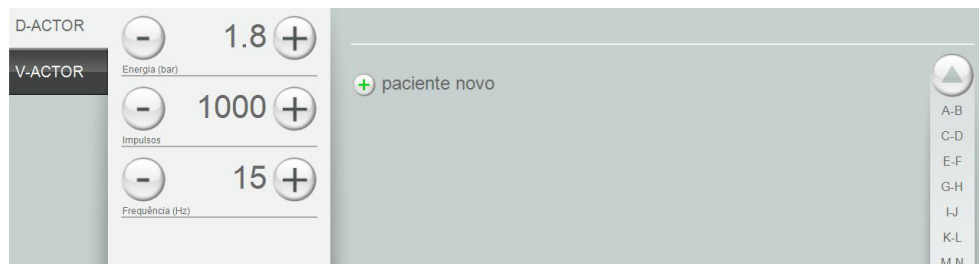 D-ACTOR
V-ACTOR
- 1.8 +
Energia (bar)
- 1000 +
Impulsos
- 15 +
Frequência (Hz)
+ paciente novo
A-B
C-D
E-F
G-H
I-J
K-L
M-N